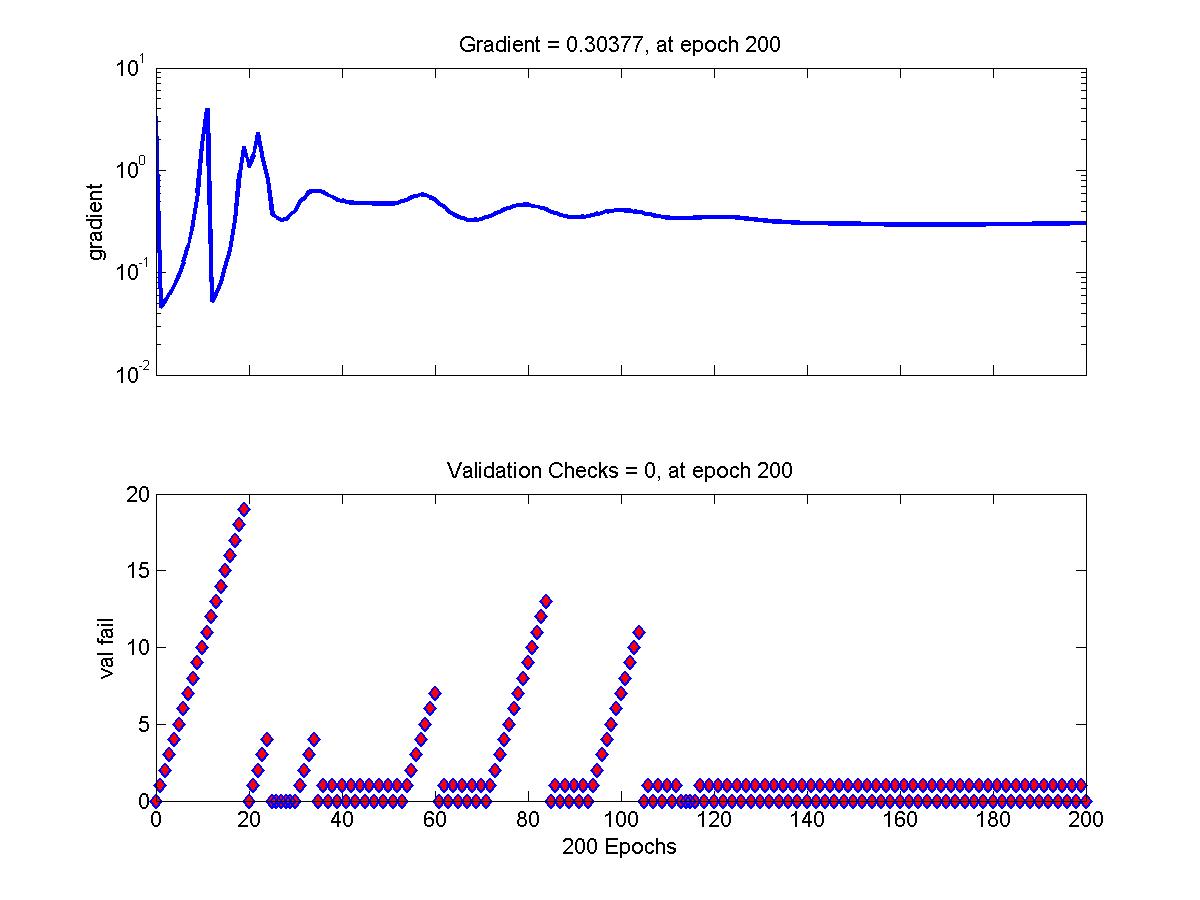 Gradient = 0.30377, at epoch 200
10^1
10^0
10^-1
10^-2
gradient
Validation Checks = 0, at epoch 200
20
15
10
5
0
val fail
0 20 40 60 80 100 120 140 160 180 200
200 Epochs